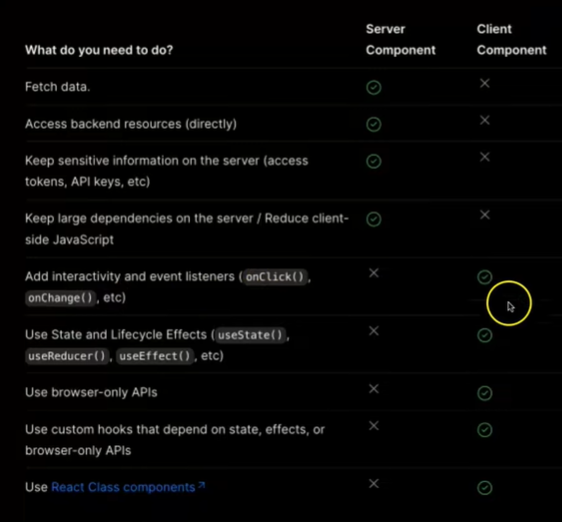 Server Client
What do you need to do? Component Component
Fetch data.
Access backend resources (directly)
Keep sensitive information on the server (access
tokens, API keys, etc)
Keep large dependencies on the server / Reduce client-
side JavaScript
Add interactivity and event listeners (onClick(),
onChange(), etc)
Use State and Lifecycle Effects (useState(),
useReducer(), useEffect(), etc)
Use browser-only APIs
Use custom hooks that depend on state, effects, or
browser-only APIs
Use React Class components